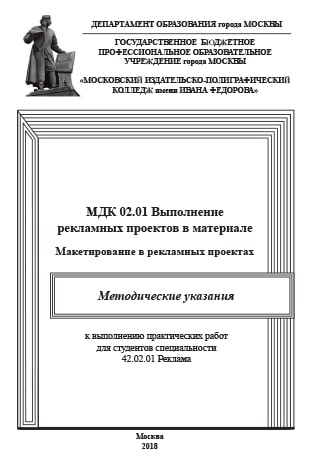 ДЕПАРТАМЕНТ ОБРАЗОВАНИЯ города МОСКВЫ
ГОСУДАРСТВЕННОЕ БЮДЖЕТНОЕ
ПРОФЕССИОНАЛЬНОЕ ОБРАЗОВАТЕЛЬНОЕ
УЧРЕЖДЕНИЕ города МОСКВЫ
«МОСКОВСКИЙ ИЗДАТЕЛЬСКО-ПОЛИГРАФИЧЕСКИЙ
КОЛЛЕДЖ имени ИВАНА ФЕДОРОВА»
МДК 02.01 Выполнение
рекламных проектов в материале
Макетирование в рекламных проектах
Методические указания
к выполнению практических работ
для студентов специальности
42.02.01 Реклама
Москва
2018